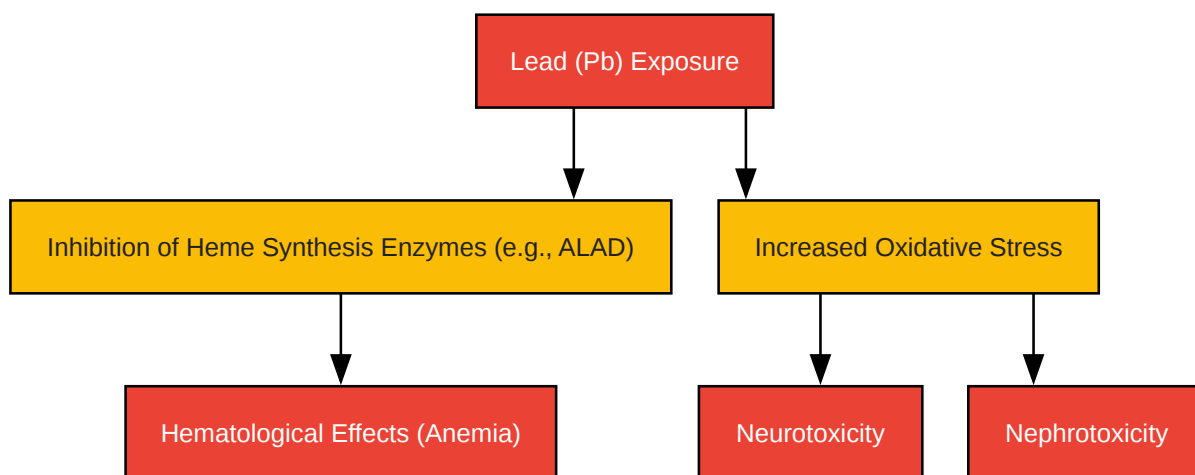 Lead (Pb) Exposure
Inhibition of Heme Synthesis Enzymes (e.g., ALAD)
Increased Oxidative Stress
Hematological Effects (Anemia)
Neurotoxicity
Nephrotoxicity